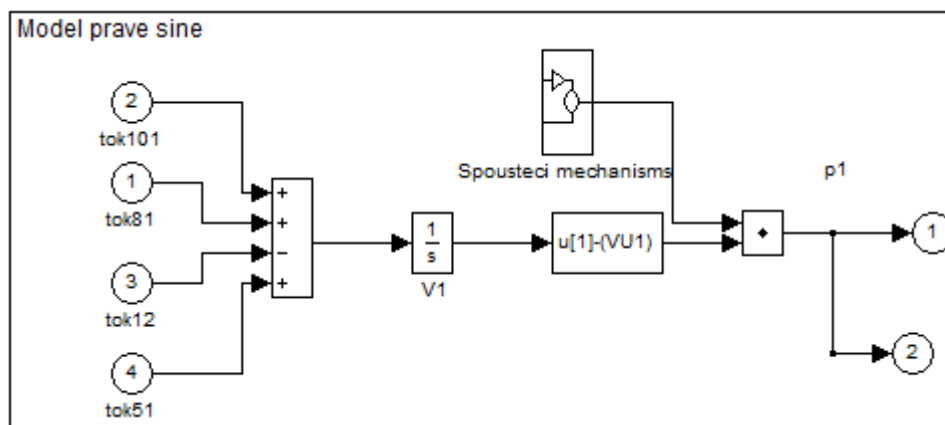 Model prave sine
2
tok101
1
tok81
3
tok12
4
tok51
+
+
−
+
1
s
V1
Spousteci mechanisms
u[1]-(VU1)
p1
1
2